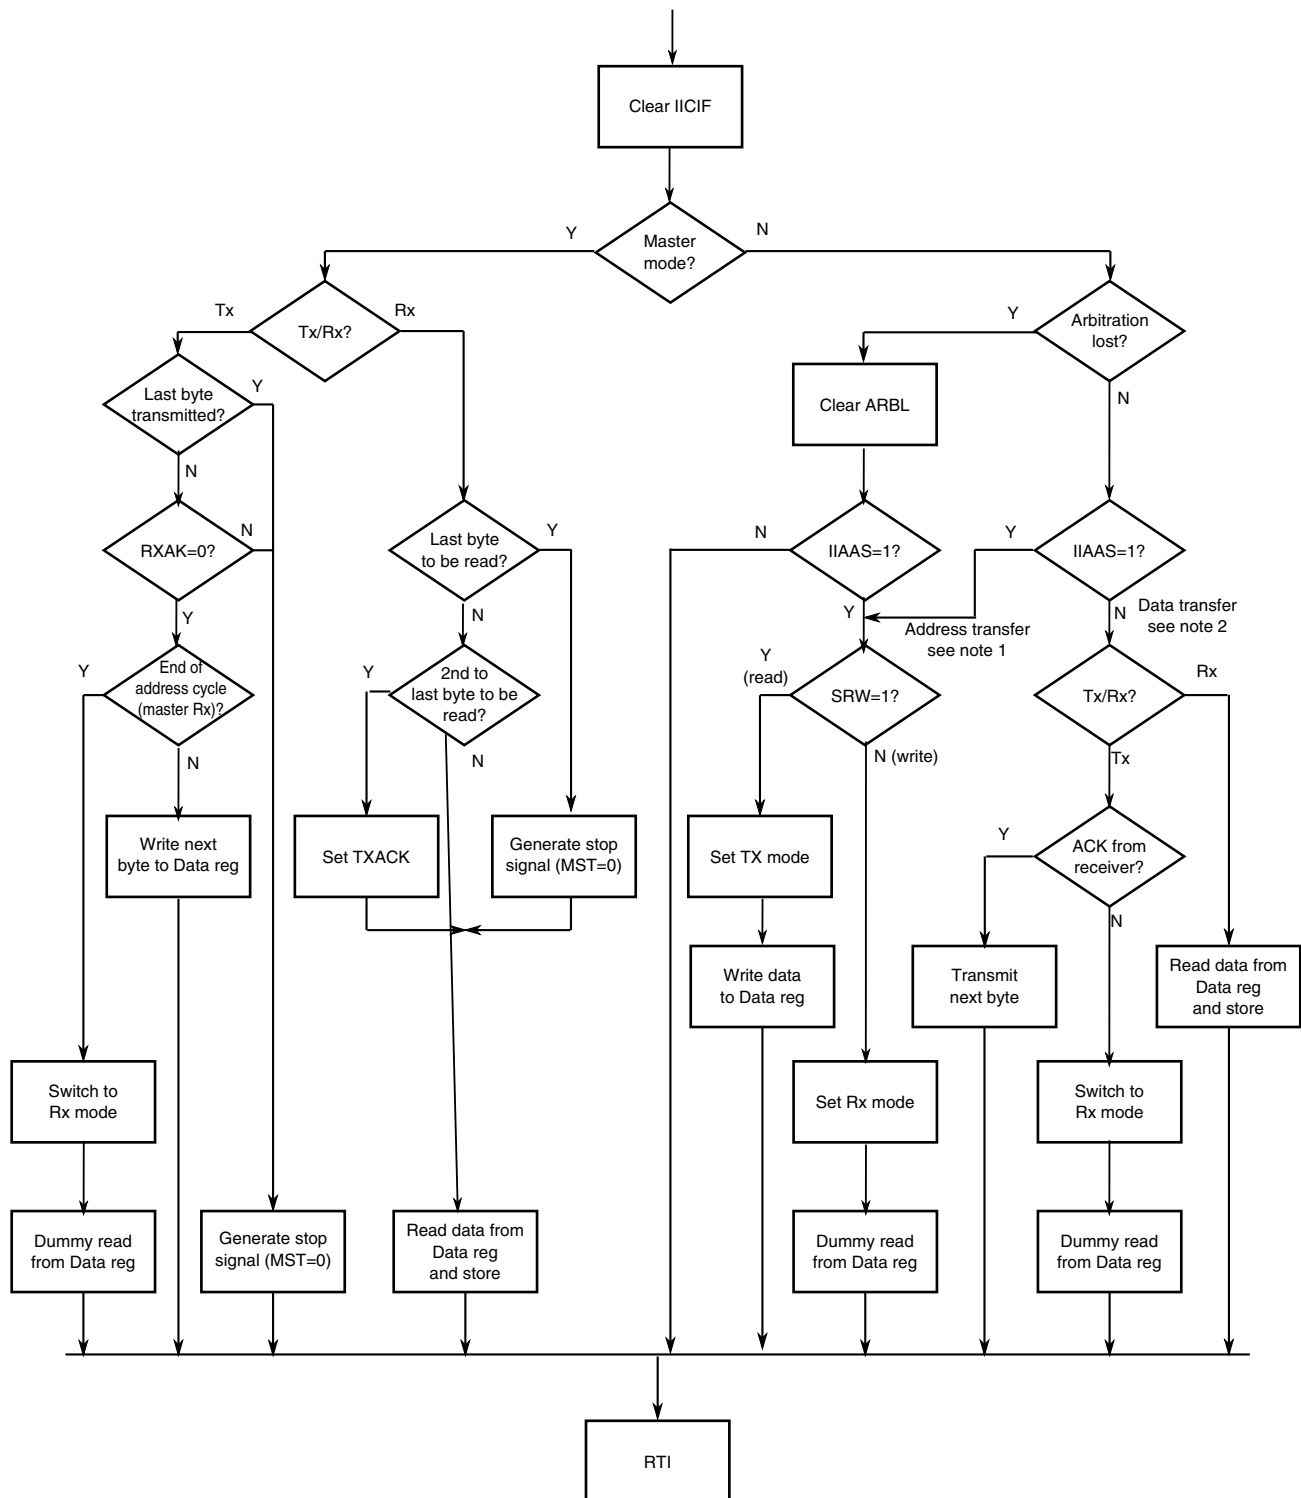 Clear IICIF
Y
N
Master
mode?
Tx
Rx
Tx/Rx?
Y
Arbitration
lost?
Last byte
transmitted?
Y
Clear ARBL
N
N
RXAK=0?
N
Last byte
to be read?
Y
N
IIAAS=1?
Y
IIAAS=1?
Y
N
Y
Address transfer
see note 1
N
Data transfer
see note 2
Y
End of
address cycle
(master Rx)?
Y
2nd to
last byte to be
read?
Y
(read)
SRW=1?
Tx/Rx?
Rx
N
N
N (write)
Tx
Write next
byte to Data reg
Set TXACK
Generate stop
signal (MST=0)
Set TX mode
Y
ACK from
receiver?
N
Write data
to Data reg
Transmit
next byte
Read data from
Data reg
and store
Switch to
Rx mode
Set Rx mode
Switch to
Rx mode
Dummy read
from Data reg
Generate stop
signal (MST=0)
Read data from
Data reg
and store
Dummy read
from Data reg
Dummy read
from Data reg
RTI